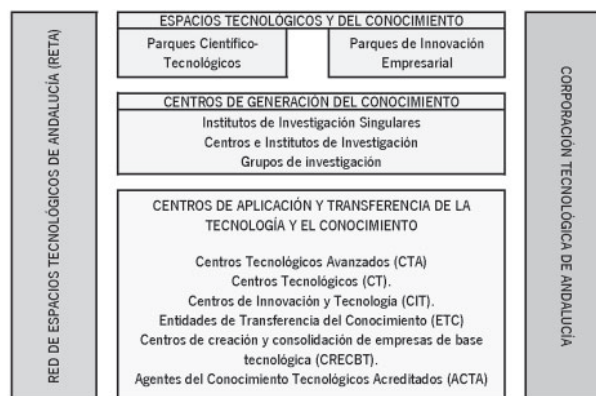 RED DE ESPACIOS TECNOLÓGICOS DE ANDALUCÍA (RETA)
ESPACIOS TECNOLÓGICOS Y DEL CONOCIMIENTO
Parques Científico-
Tecnológicos
Parques de Innovación
Empresarial
CENTROS DE GENERACIÓN DEL CONOCIMIENTO
Institutos de Investigación Singulares
Centros e Institutos de Investigación
Grupos de investigación
CENTROS DE APLICACIÓN Y TRANSFERENCIA DE LA
TECNOLOGÍA Y EL CONOCIMIENTO
Centros Tecnológicos Avanzados (CTA)
Centros Tecnológicos (CT).
Centros de Innovación y Tecnología (CIT).
Entidades de Transferencia del Conocimiento (ETC)
Centros de creación y consolidación de empresas de base
tecnológica (CRECBT).
Agentes del Conocimiento Tecnológicos Acreditados (ACTA)
CORPORACIÓN TECNOLÓGICA DE ANDALUCÍA